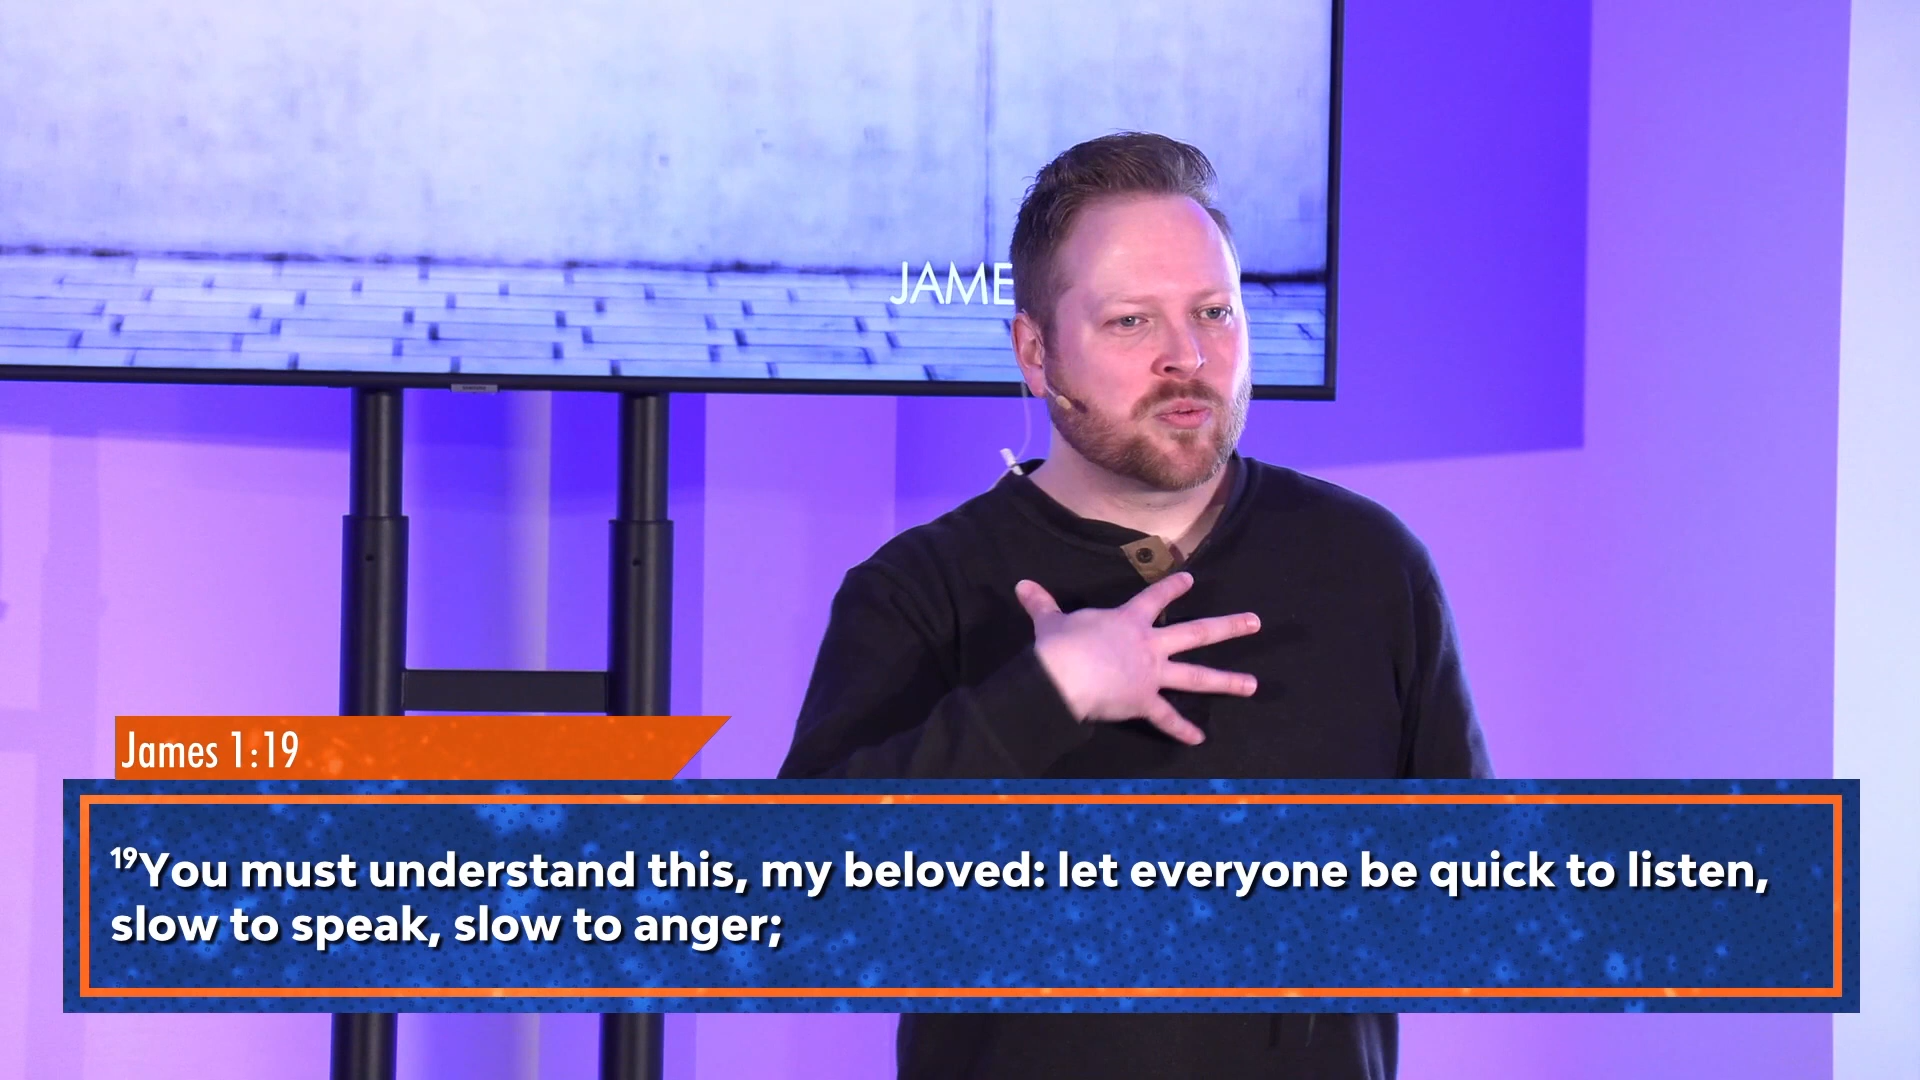 JAME
James 1:19
¹⁹You must understand this, my beloved: let everyone be quick to listen,
slow to speak, slow to anger;